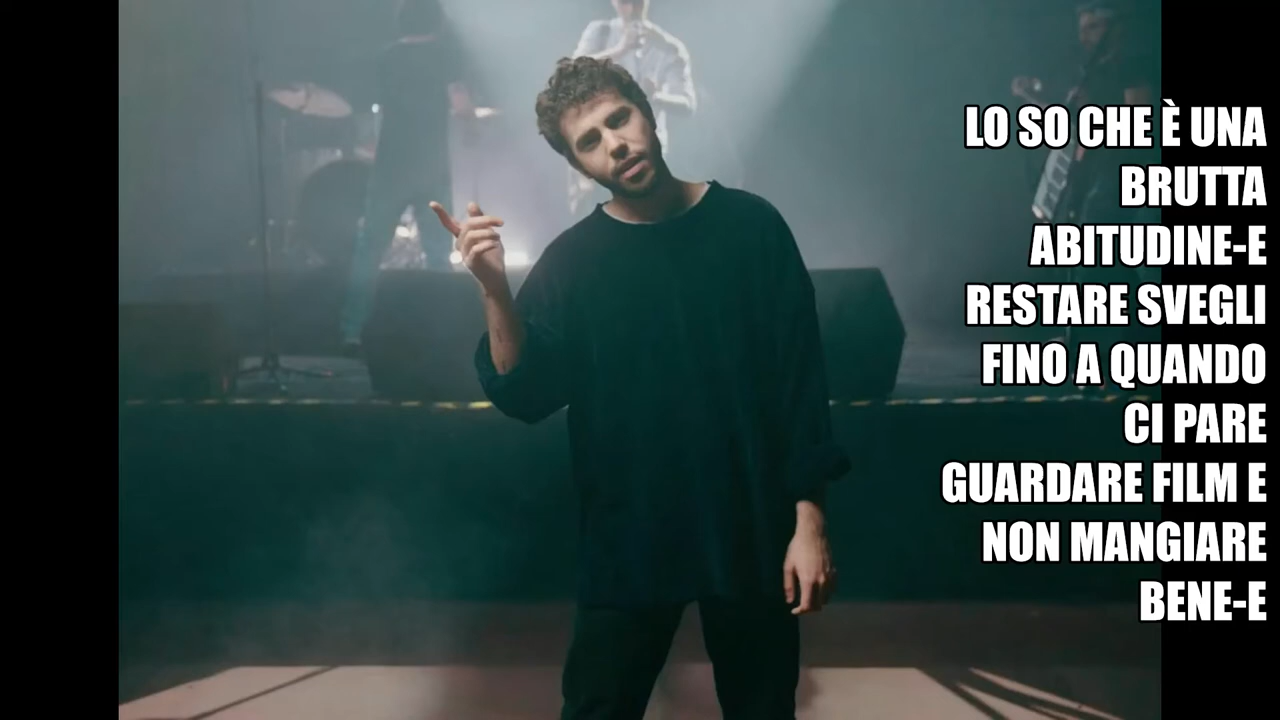 LO SO CHE È UNA
BRUTTA
ABITUDINE-E
RESTARE SVEGLI
FINO A QUANDO
CI PARE
GUARDARE FILM E
NON MANGIARE
BENE-E